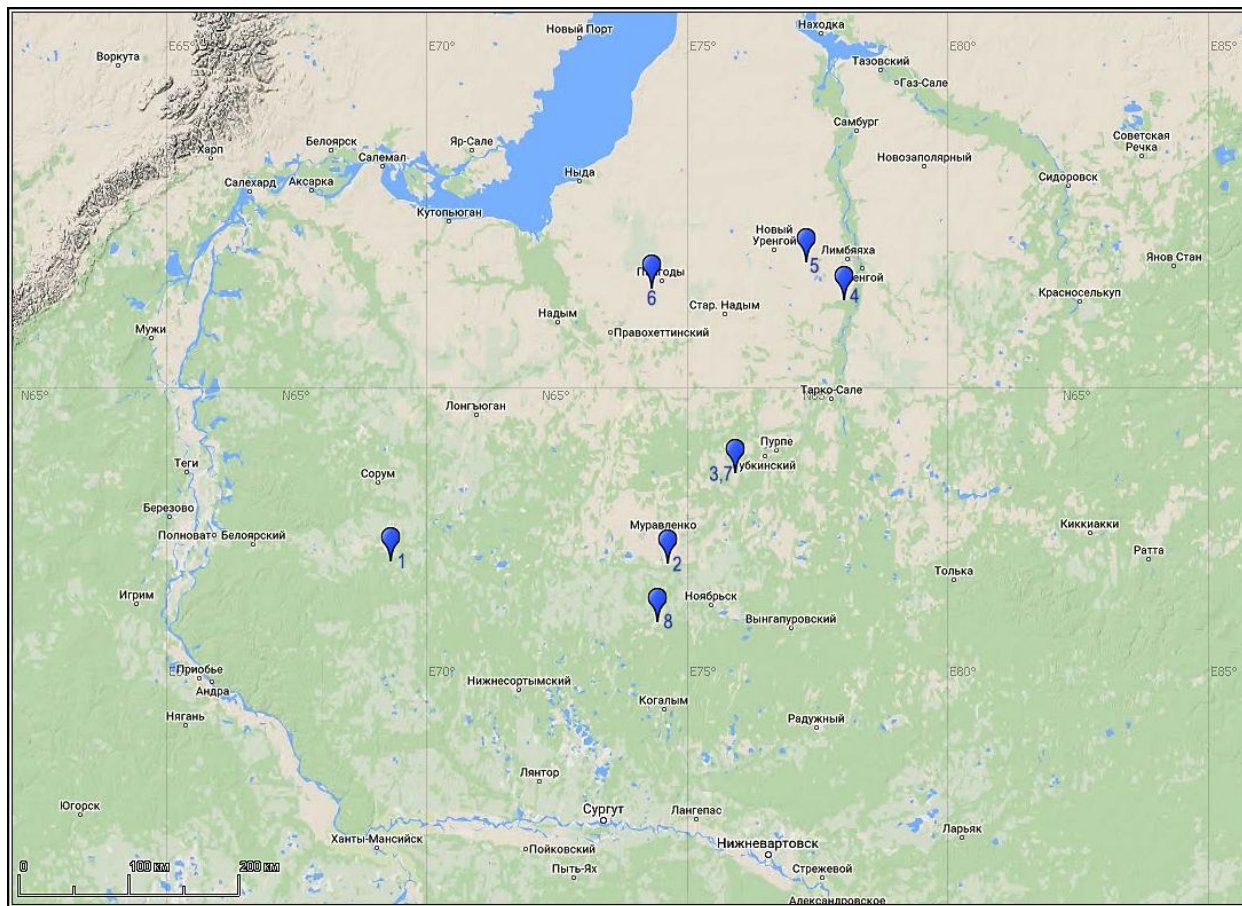 Новый Порт
Находка
E65°
E70°
E75°
E80°
E85°
Воркута
Тазовский
Газ-Сале
Самбург
Советская
Речка
Харп
Белоярск
Яр-Сале
Салемал
Новозаполярный
Салехард
Аксарка
Ныда
Сидоровск
Кутопьюган
Новый
Уренгой
Лимбяяха
5
Янов Стан
6
4
Красноселькуп
Надым
Стар. Надым
Мужи
Правохеттинский
N65°
N65°
N65°
N65°
Тарко-Сале
Лонгъюган
Пурпе
3,7
Теги
Сорум
Березово
Муравленко
Киккиакки
Полноват
Белоярский
1
2
Ратта
Толька
Игрим
8
Ноябрьск
Вынгапуровский
E70°
E75°
E80°
E85°
Приобье
Андра
Нижнесортымский
Нягань
Когалым
Радужный
Лянтор
Югорск
Сургут
Лангепас
Ларьяк
Ханты-Мансийск
Пойковский
Нижневартовск
Пыть-Ях
Стрежевой
Александровское
0
100 км
200 км